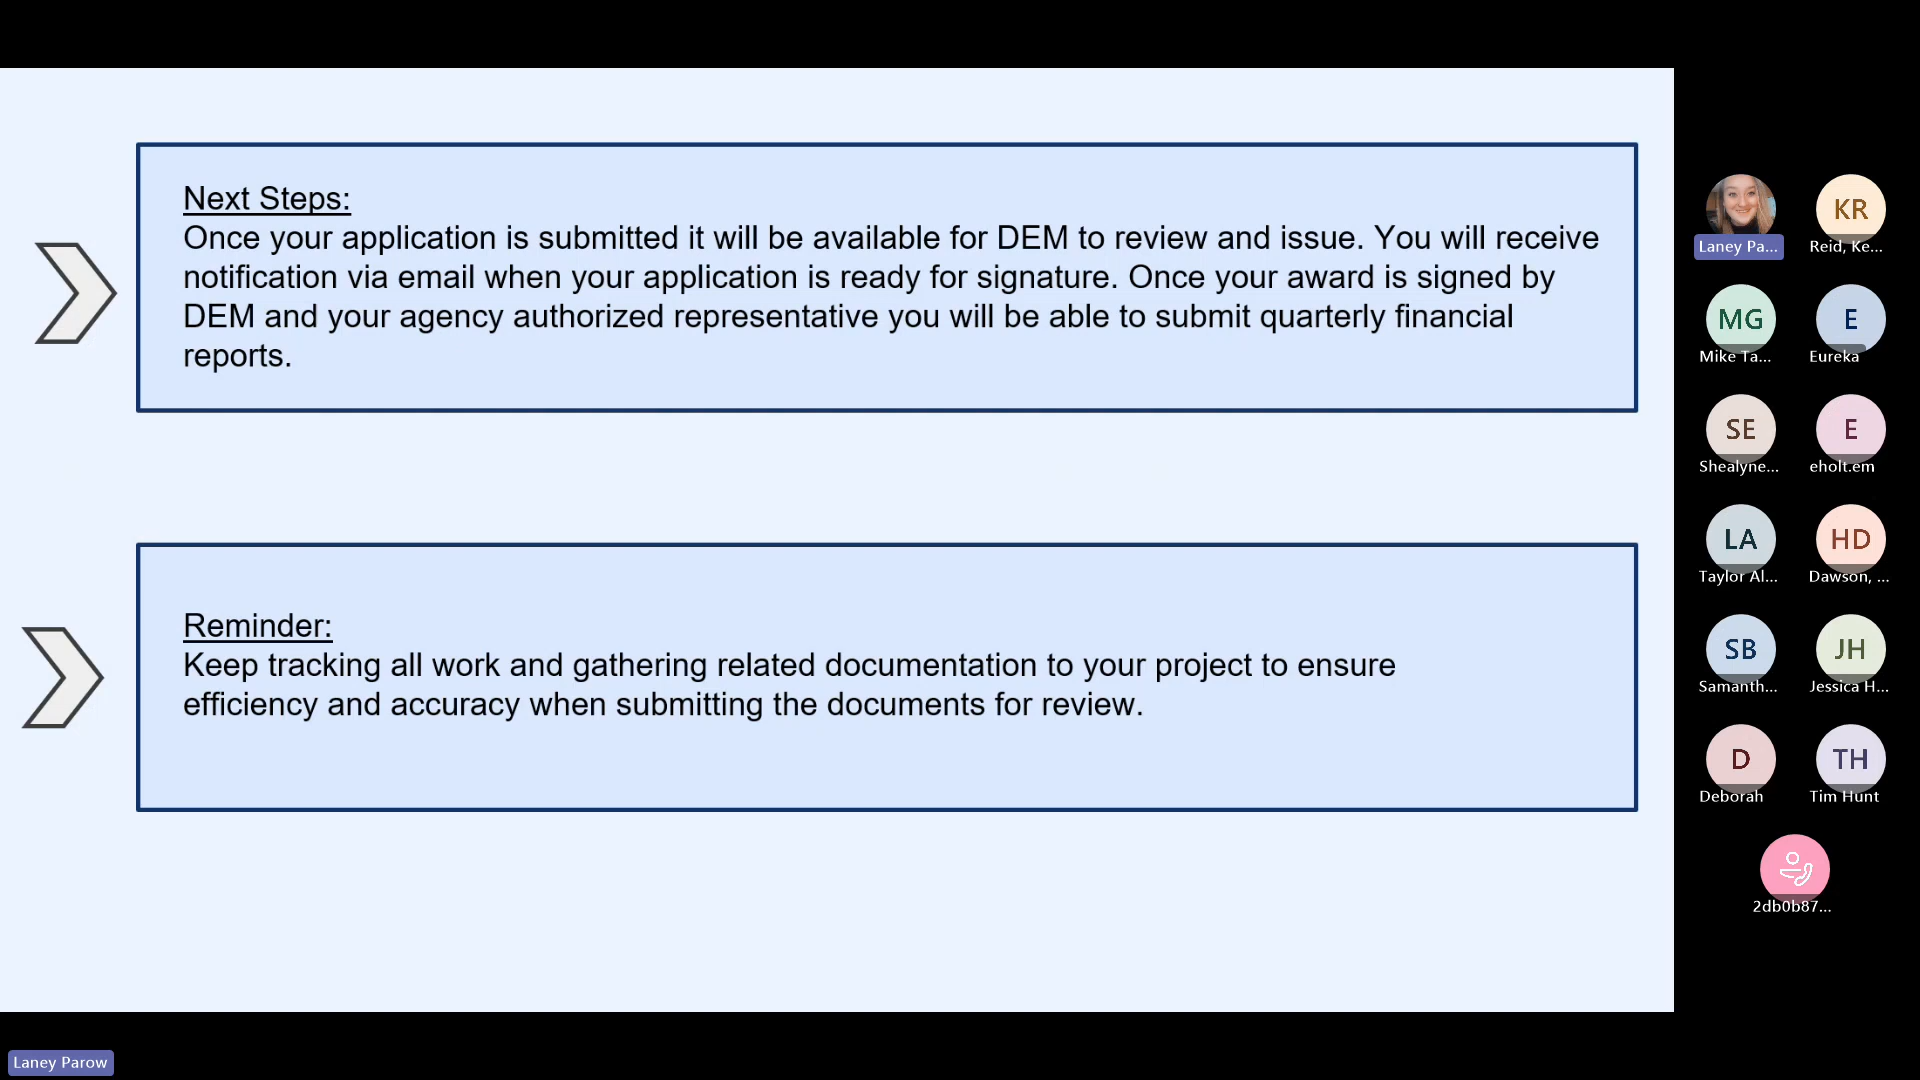 Next Steps:
Once your application is submitted it will be available for DEM to review and issue. You will receive
notification via email when your application is ready for signature. Once your award is signed by
DEM and your agency authorized representative you will be able to submit quarterly financial
reports.
Reminder:
Keep tracking all work and gathering related documentation to your project to ensure
efficiency and accuracy when submitting the documents for review.
Laney Pa...
KR
Reid, Ke...
MG
Mike Ta...
E
Eureka
SE
Shealyne...
E
eholt.em
LA
Taylor Al...
HD
Dawson, ...
SB
Samanth...
JH
Jessica H...
D
Deborah
TH
Tim Hunt
2db0b87...
Laney Parow